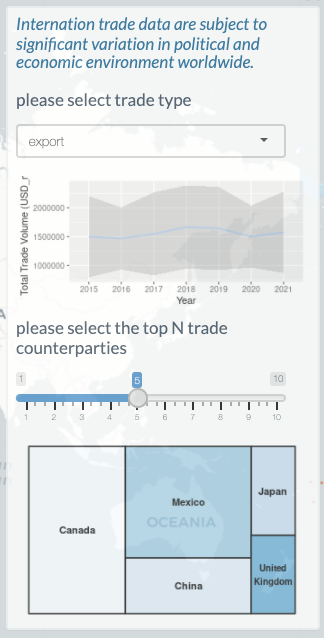 Internation trade data are subject to
significant variation in political and
economic environment worldwide.
please select trade type
export
Total Trade Volume (USD_r
2000000
1500000
1000000
2015 2016 2017 2018 2019 2020 2021
Year
please select the top N trade
counterparties
1 5 10
1 2 3 4 5 6 7 8 9 10
Canada
Mexico
OCEANIA
China
Japan
United
Kingdom